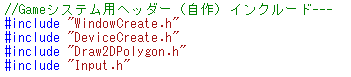 //Gameシステム用ヘッダー（自作）インクルード---
#include "WindowCreate.h"
#include "DeviceCreate.h"
#include "Draw2DPolygon.h"
#include "Input.h"